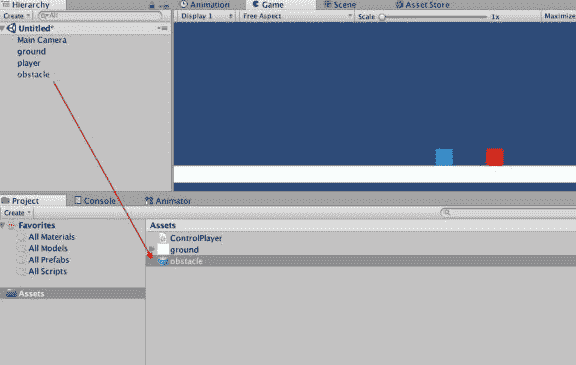 Hierarchy
Create
All
Untitled*
Main Camera
ground
player
obstacle
Animation
Game
Scene
Asset Store
Display 1
Free Aspect
Scale
1x
Maximize
Project
Console
Animator
Create
Favorites
All Materials
All Models
All Prefabs
All Scripts
Assets
Assets
ControlPlayer
ground
obstacle